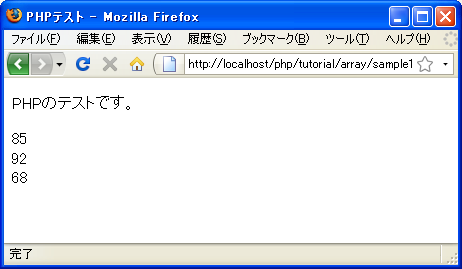 PHPテスト - Mozilla Firefox
ファイル(F) 編集(E) 表示(V) 履歴(S) ブックマーク(B) ツール(T) ヘルプ(H)
http://localhost/php/tutorial/array/sample1
PHPのテストです。
85
92
68
完了